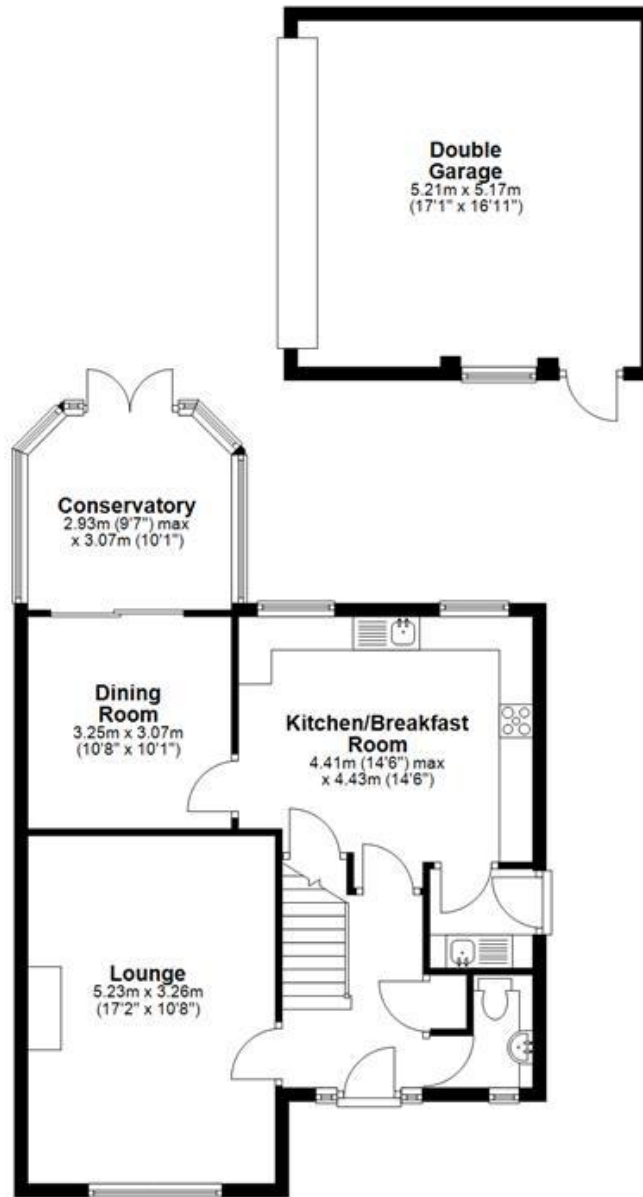 Double
Garage
5.21m x 5.17m
(17'1" x 16'11")
Conservatory
2.93m (9'7") max
x 3.07m (10'1")
Dining
Room
3.25m x 3.07m
(10'8" x 10'1")
Kitchen/Breakfast
Room
4.41m (14'6") max
x 4.43m (14'6")
Lounge
5.23m x 3.26m
(17'2" x 10'8")